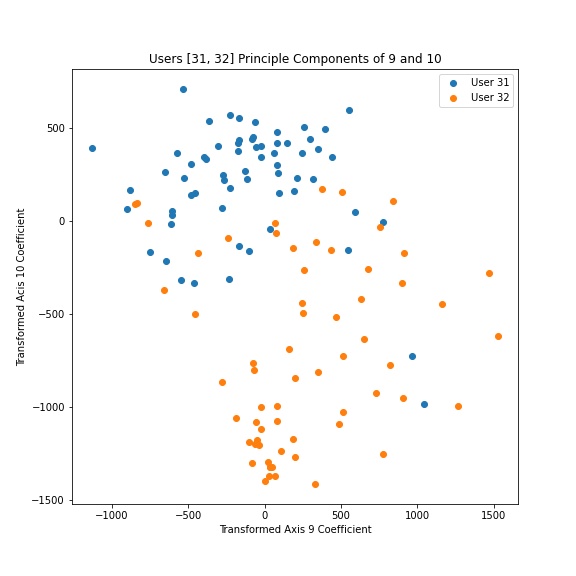 Users [31, 32] Principle Components of 9 and 10
User 31
User 32
Transformed Acis 10 Coefficient
500
0
−500
−1000
−1500
−1000
−500
0
500
1000
1500
Transformed Axis 9 Coefficient